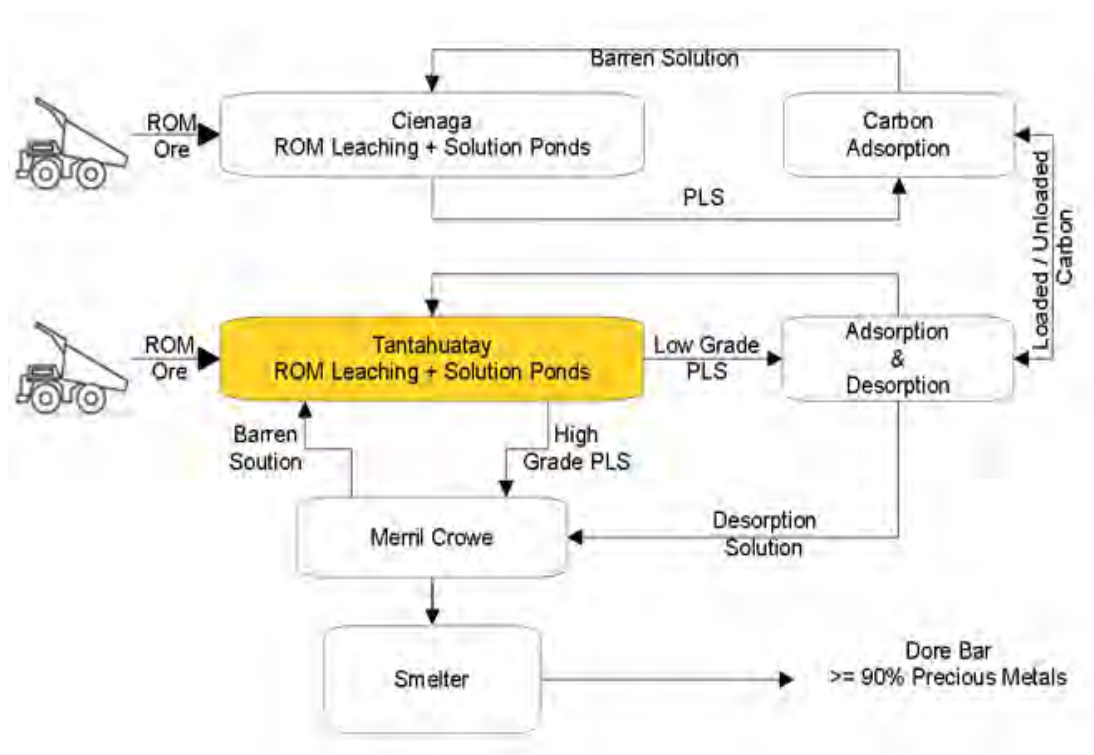 Barren Solution
ROM
Ore
Cienaga
ROM Leaching + Solution Ponds
Carbon
Adsorption
PLS
Loaded / Unloaded
Carbon
ROM
Ore
Tantahuatay
ROM Leaching + Solution Ponds
Low Grade
PLS
Adsorption
&
Desorption
Barren
Soution
High
Grade PLS
Merril Crowe
Desorption
Solution
Smelter
Dore Bar
>= 90% Precious Metals